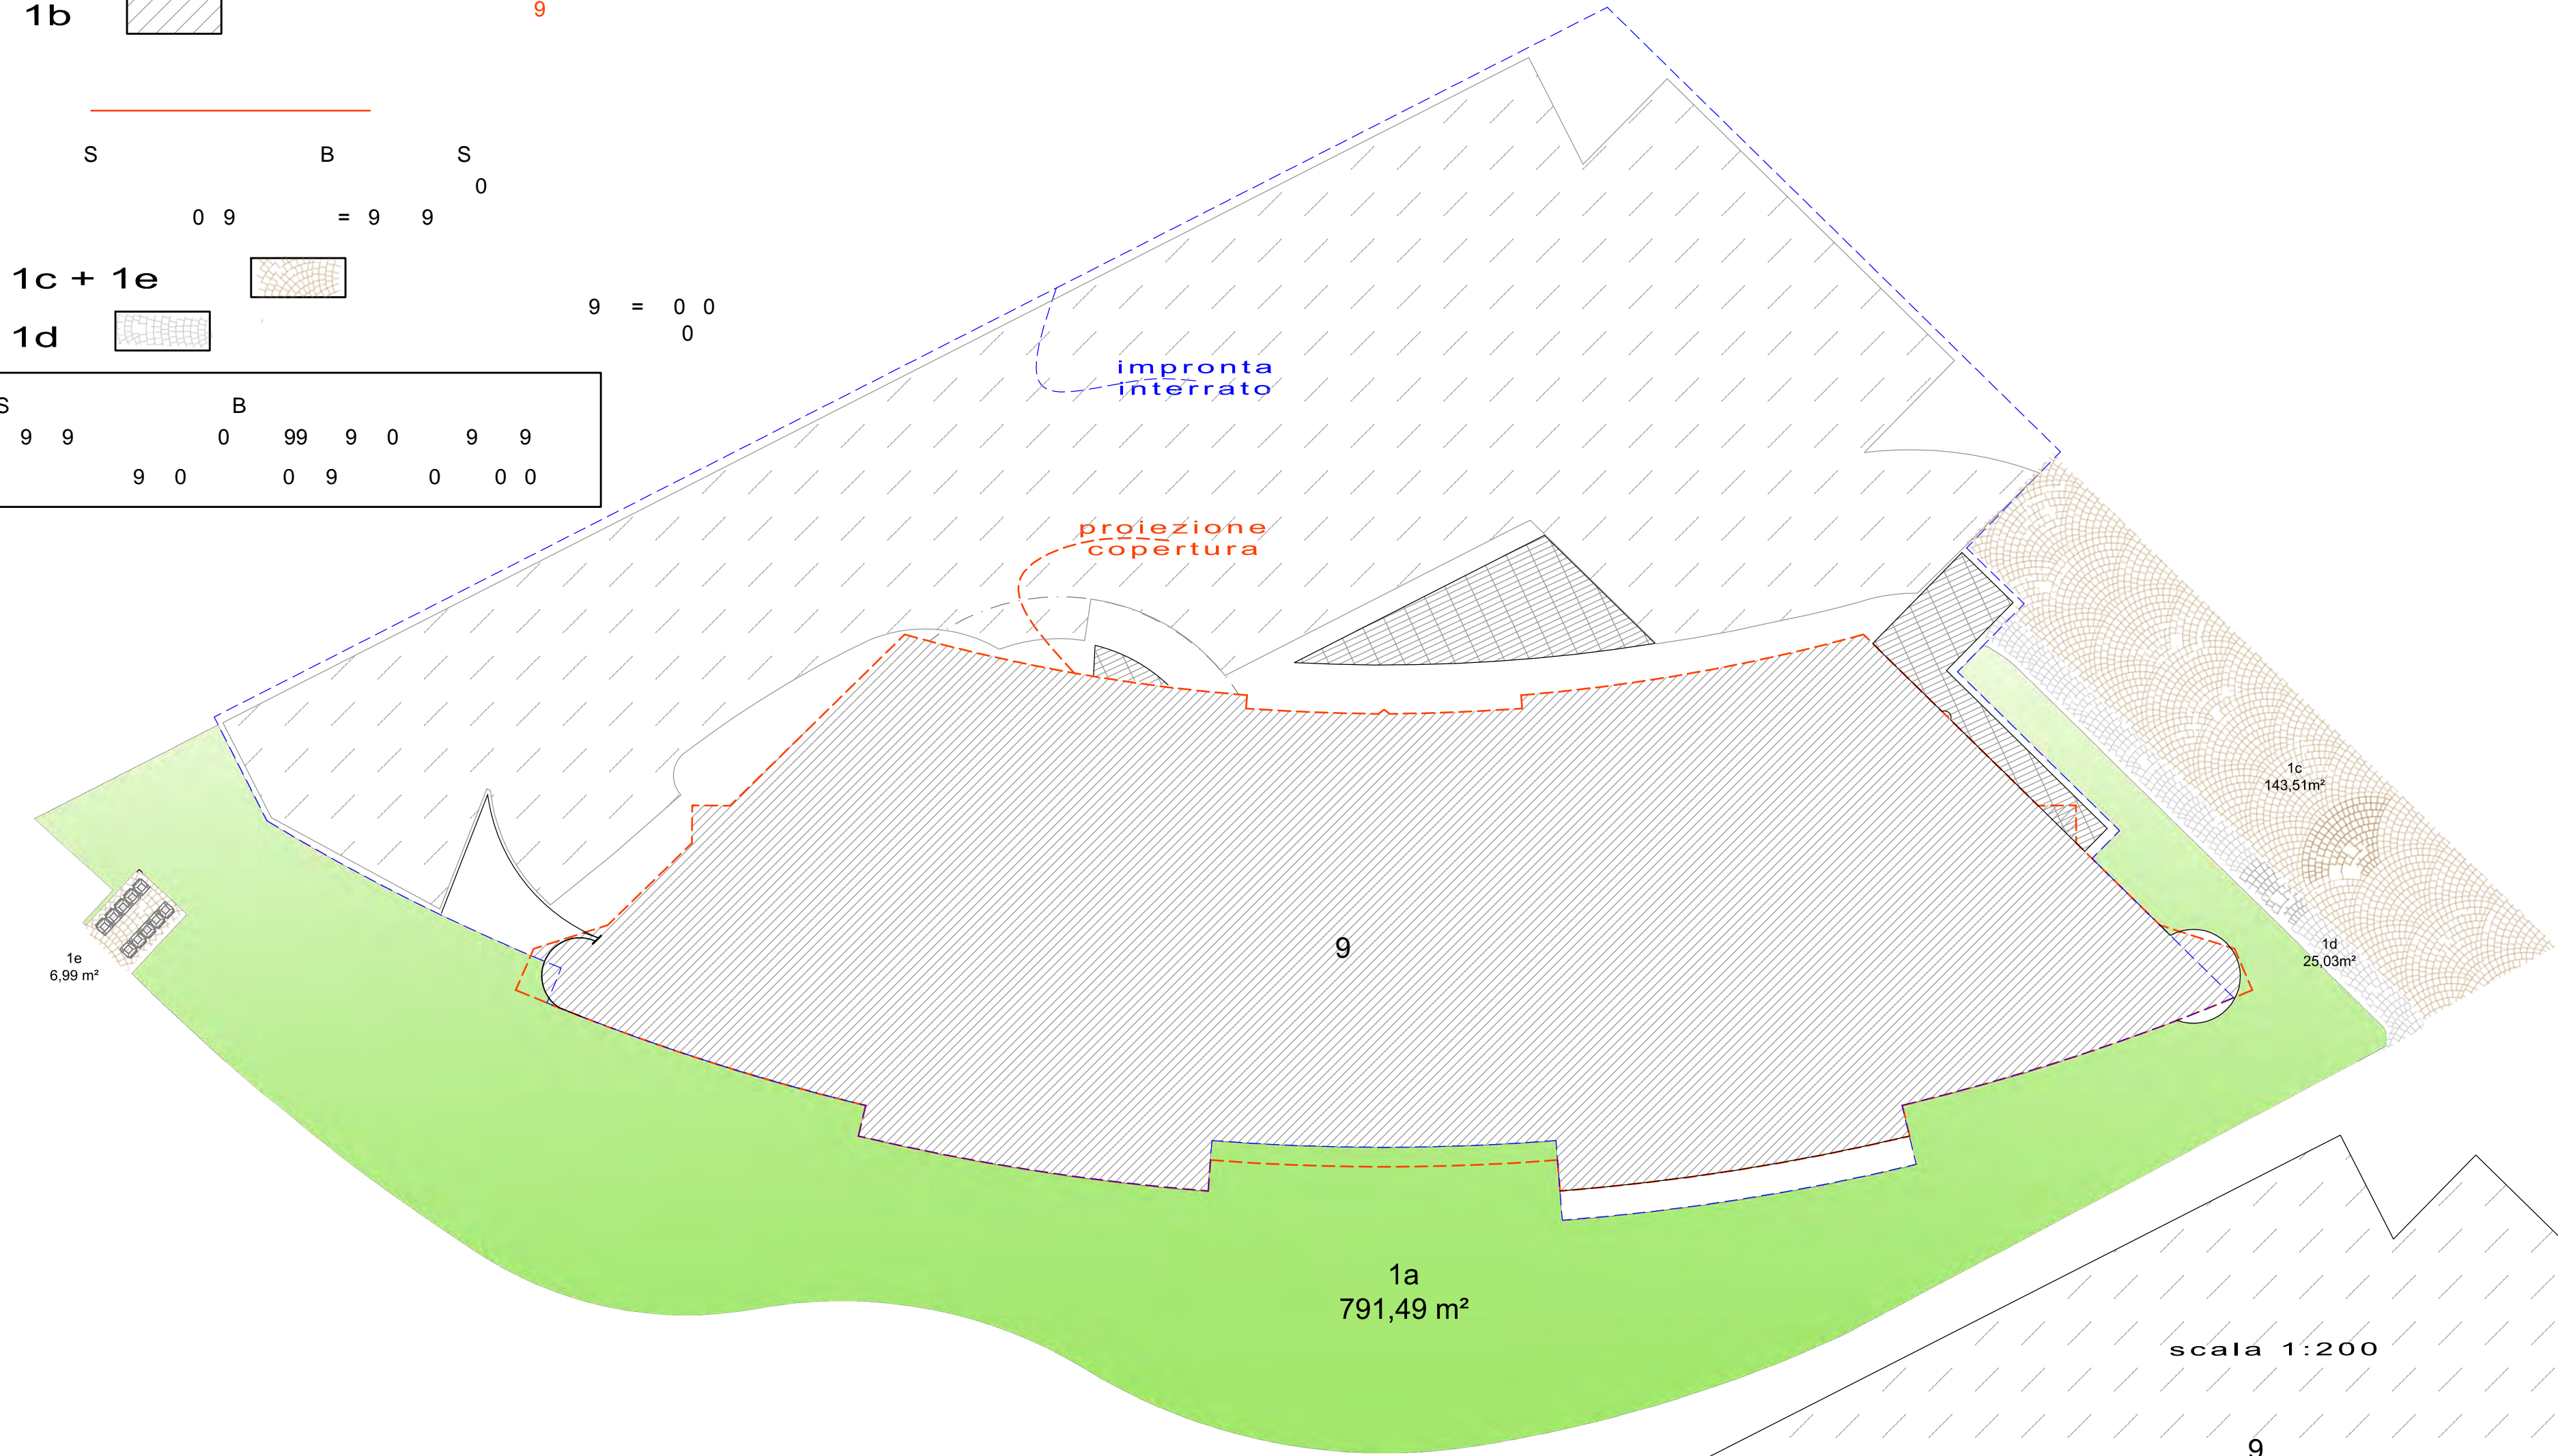 1b
9
S B S
0
0 9 = 9 9
1c + 1e
9 = 0 0
0
1d
S B
9 9 0 99 9 0 9 9
9 0 0 9 0 0 0
impronta
interrato
proiezione
copertura
1c
143,51m²
9
1d
25,03m²
1e
6,99 m²
1a
791,49 m²
scala 1:200
9